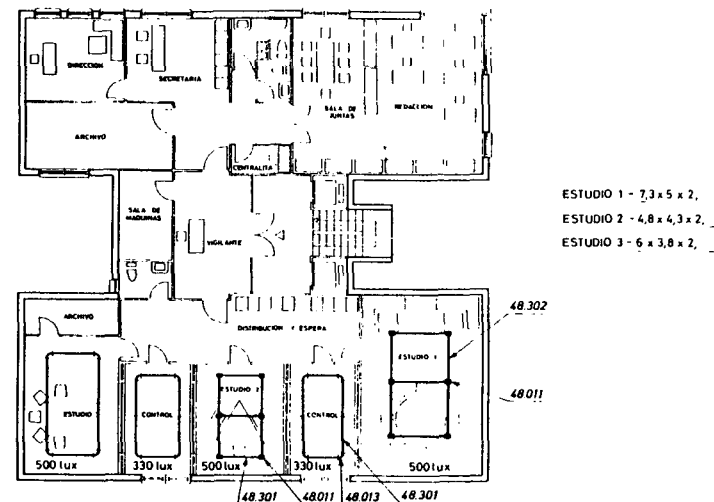 DIRECCION
SECRETARIA
SALA DE
JUNTAS
REDACCION
ARCHIVO
CENTRALITA
SALA DE
MAQUINAS
VIGILANTE
ESTUDIO 1 - 7,3 x 5 x 2,
ESTUDIO 2 - 4,8 x 4,3 x 2,
ESTUDIO 3 - 6 x 3,8 x 2,
ARCHIVO
DISTRIBUCION Y ESPERA
48.302
ESTUDIO 1
48.011
ESTUDIO
CONTROL
ESTUDIO 2
CONTROL
500 lux
330 lux
500 lux
330 lux
500 lux
48.301
48.011
48.013
48.301